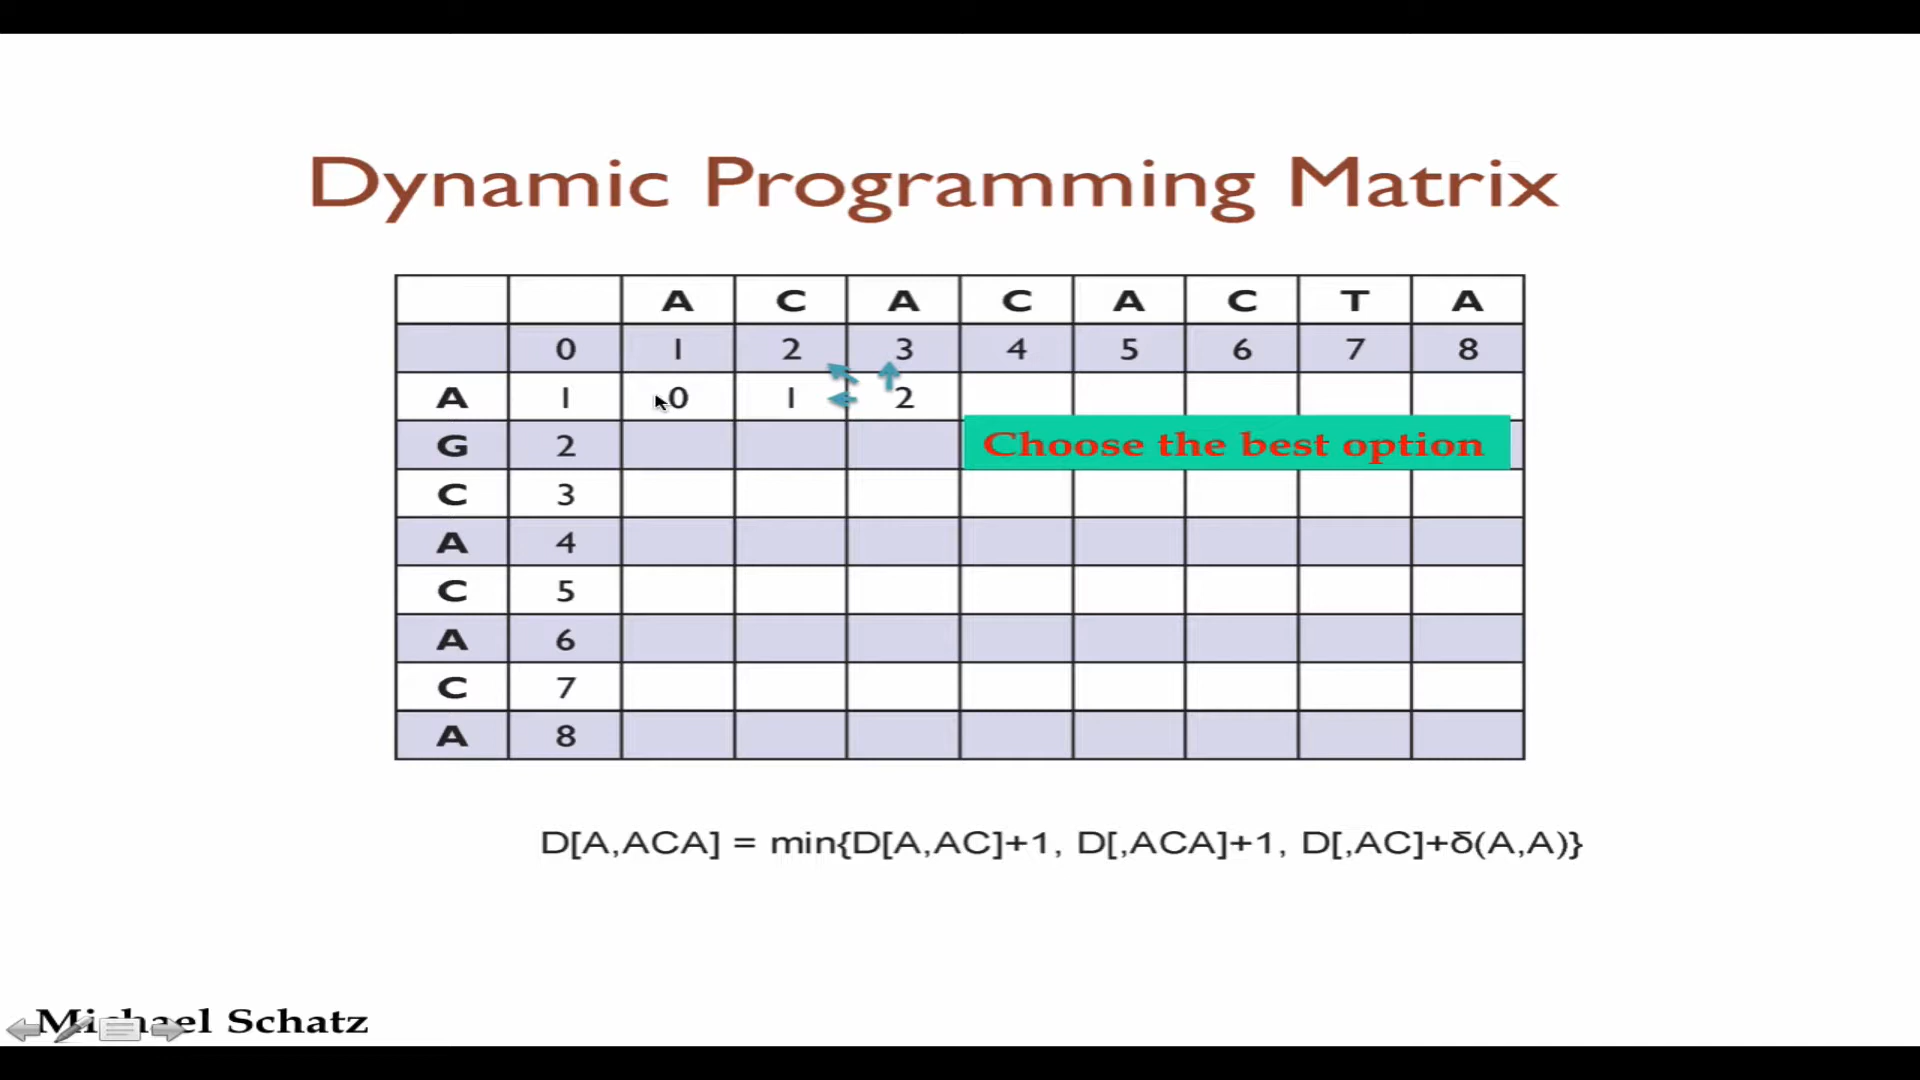 Dynamic Programming Matrix
A C A C A C T A
0 1 2 3 4 5 6 7 8
A 1 0 1 2
G 2 Choose the best option
C 3
A 4
C 5
A 6
C 7
A 8
D[A,ACA] = min{D[A,AC]+1, D[,ACA]+1, D[,AC]+δ(A,A)}
Michael Schatz